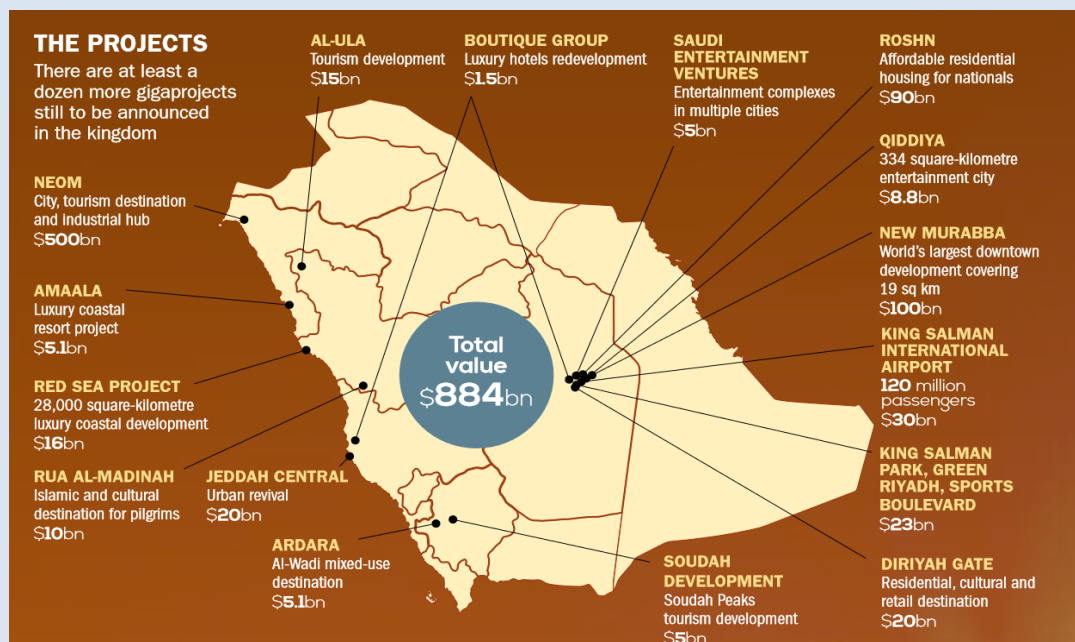 THE PROJECTS
There are at least a
dozen more gigaprojects
still to be announced
in the kingdom
AL-ULA
Tourism development
$15bn
BOUTIQUE GROUP
Luxury hotels redevelopment
$1.5bn
SAUDI
ENTERTAINMENT
VENTURES
Entertainment complexes
in multiple cities
$5bn
ROSHN
Affordable residential
housing for nationals
$90bn
QIDDIYA
334 square-kilometre
entertainment city
$8.8bn
NEW MURABBA
World's largest downtown
development covering
19 sq km
$100bn
KING SALMAN
INTERNATIONAL
AIRPORT
120 million
passengers
$30bn
KING SALMAN
PARK, GREEN
RIYADH, SPORTS
BOULEVARD
$23bn
DIRIYAH GATE
Residential, cultural and
retail destination
$20bn
NEOM
City, tourism destination
and industrial hub
$500bn
AMAALA
Luxury coastal
resort project
$5.1bn
RED SEA PROJECT
28,000 square-kilometre
luxury coastal development
$16bn
RUA AL-MADINAH
Islamic and cultural
destination for pilgrims
$10bn
JEDDAH CENTRAL
Urban revival
$20bn
ARDARA
Al-Wadi mixed-use
destination
$5.1bn
SOUDAH
DEVELOPMENT
Soudah Peaks
tourism development
$5bn
Total
value
$884bn